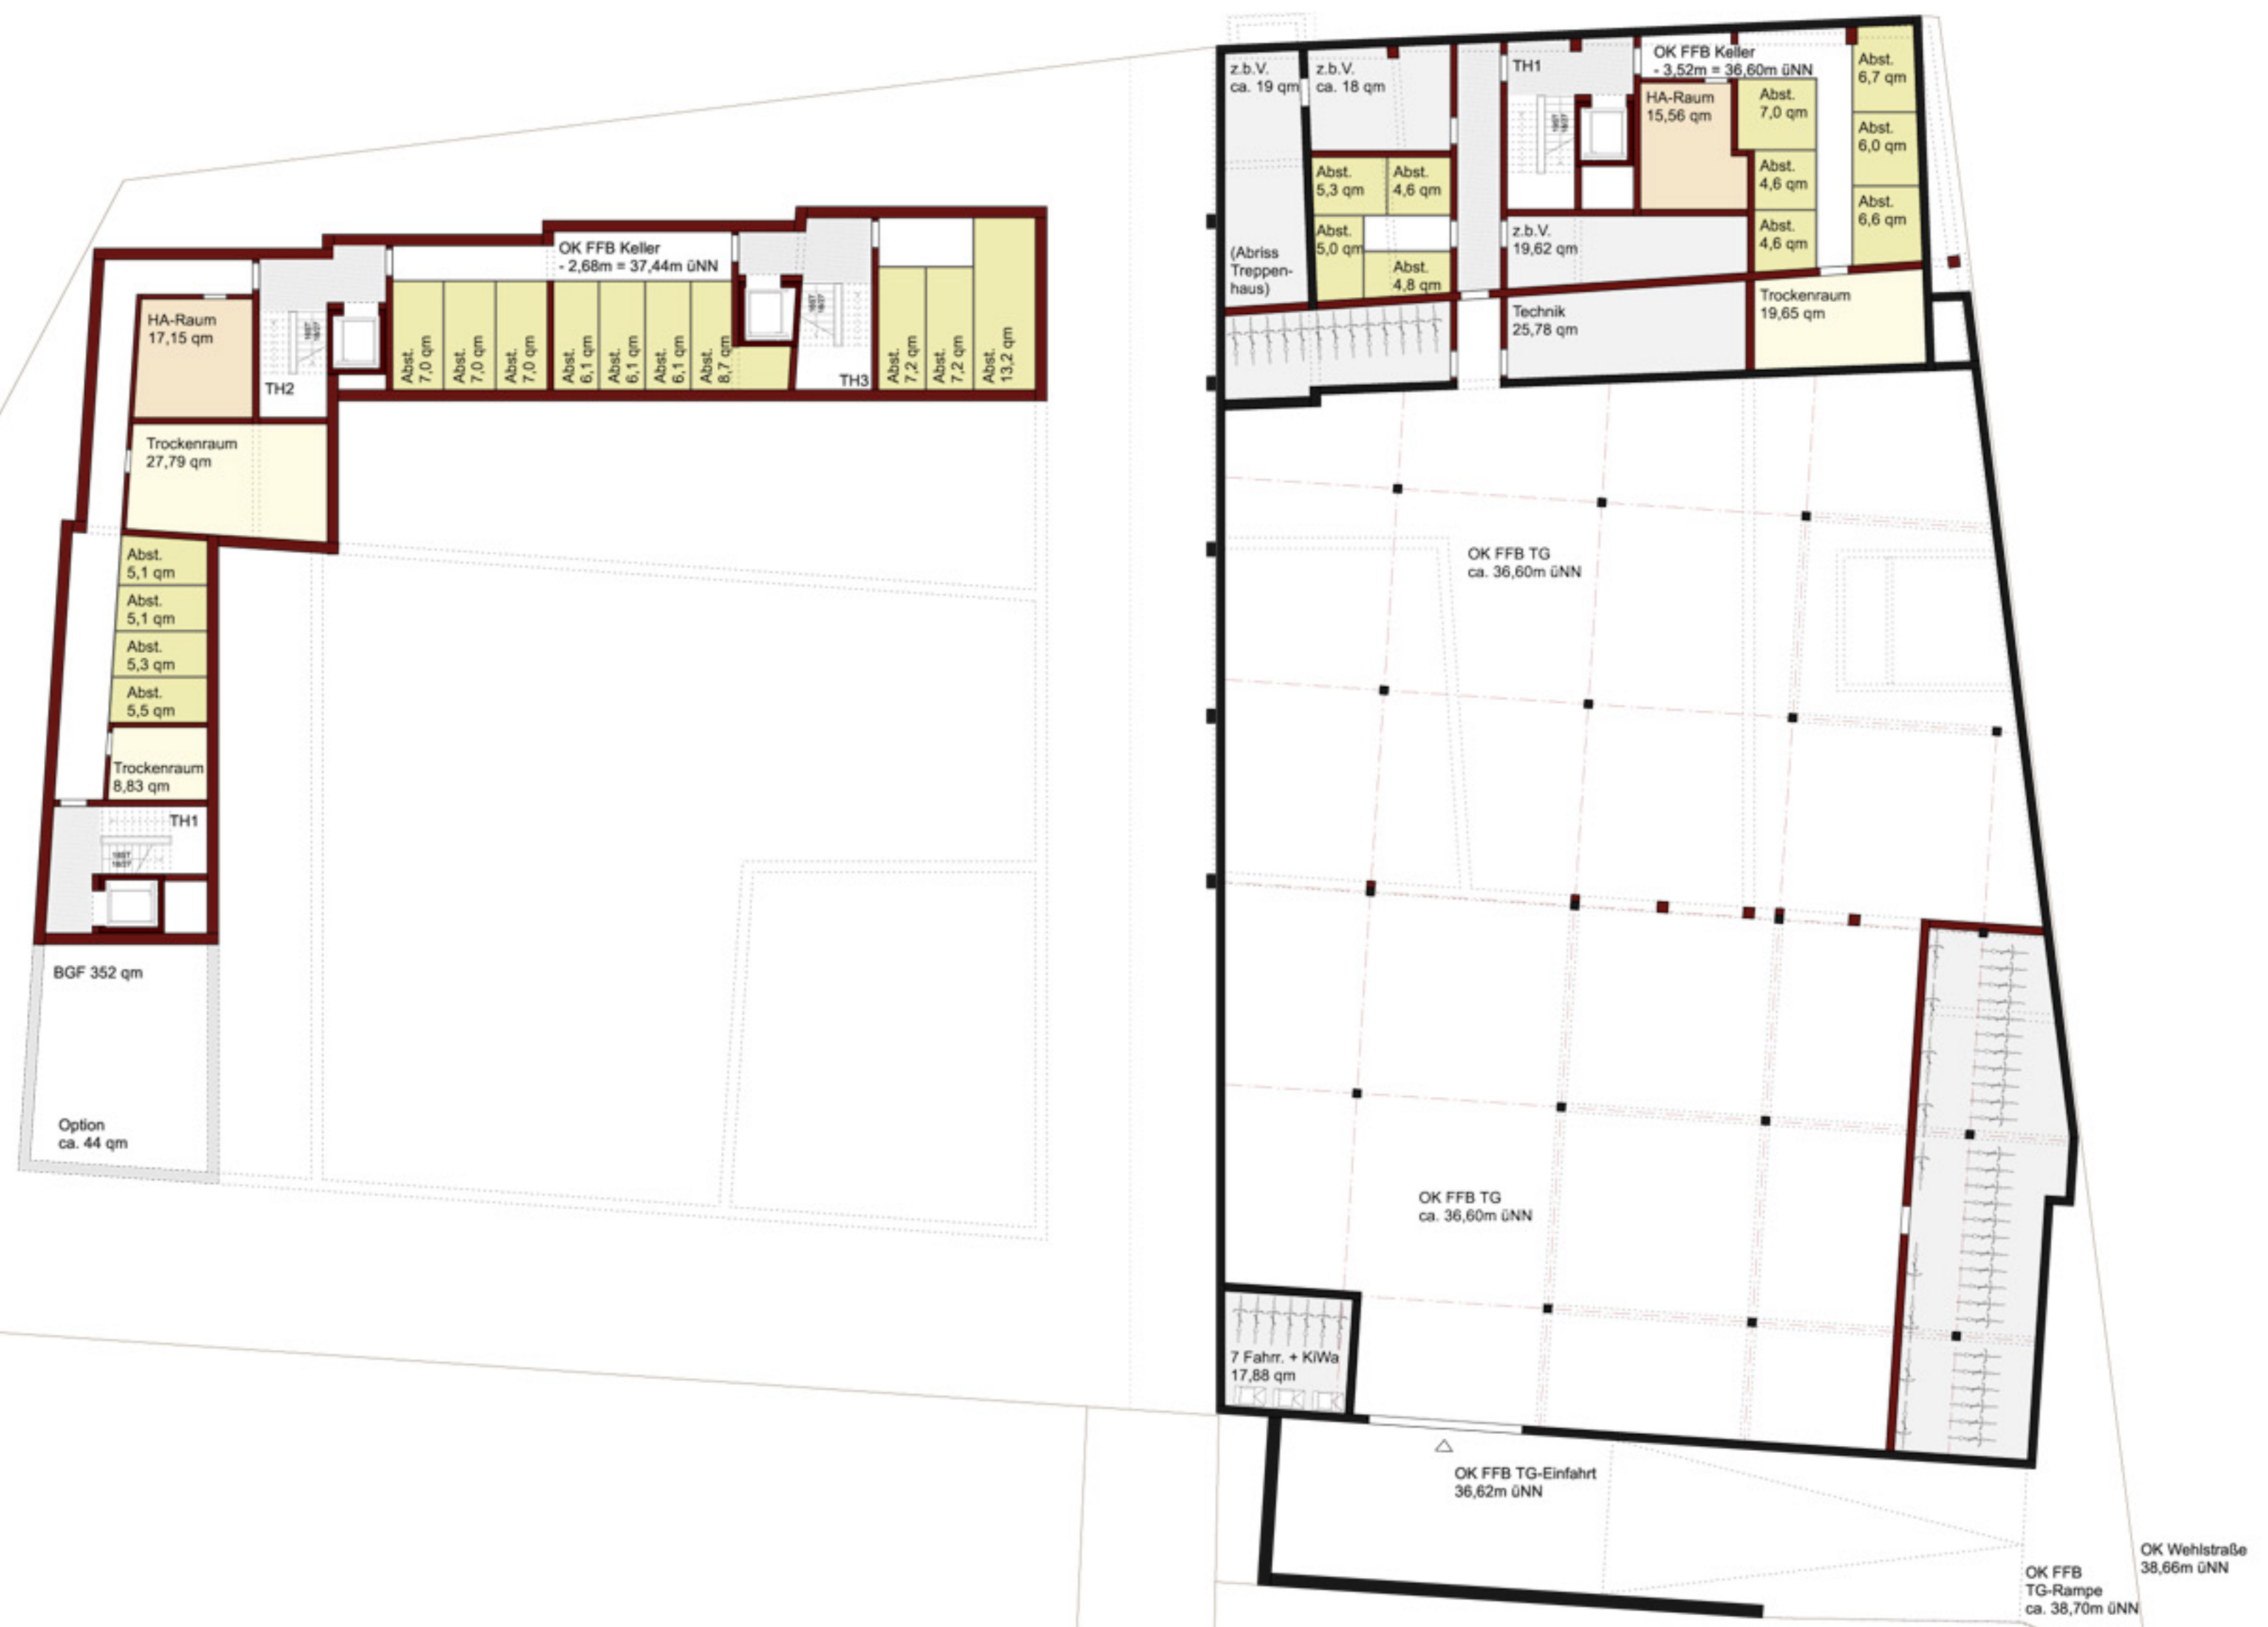 z.b.V.
ca. 19 qm
z.b.V.
ca. 18 qm
TH1
OK FFB Keller
- 3,52m = 36,60m üNN
Abst.
6,7 qm
HA-Raum
15,56 qm
Abst.
7,0 qm
Abst.
6,0 qm
Abst.
5,3 qm
Abst.
4,6 qm
Abst.
4,6 qm
Abst.
6,6 qm
Abst.
5,0 qm
Abst.
4,8 qm
z.b.V.
19,62 qm
Abst.
4,6 qm
(Abriss
Treppen-
haus)
Technik
25,78 qm
Trockenraum
19,65 qm
OK FFB Keller
- 2,68m = 37,44m üNN
HA-Raum
17,15 qm
TH2
Abst.
7,0 qm
Abst.
7,0 qm
Abst.
7,0 qm
Abst.
6,1 qm
Abst.
6,1 qm
Abst.
6,1 qm
Abst.
8,7 qm
TH3
Abst.
7,2 qm
Abst.
7,2 qm
Abst.
13,2 qm
Trockenraum
27,79 qm
Abst.
5,1 qm
Abst.
5,1 qm
Abst.
5,3 qm
Abst.
5,5 qm
Trockenraum
8,83 qm
TH1
BGF 352 qm
Option
ca. 44 qm
OK FFB TG
ca. 36,60m üNN
OK FFB TG
ca. 36,60m üNN
7 Fahrr. + KiWa
17,88 qm
OK FFB TG-Einfahrt
36,62m üNN
OK Wehlstraße
38,66m üNN
OK FFB
TG-Rampe
ca. 38,70m üNN